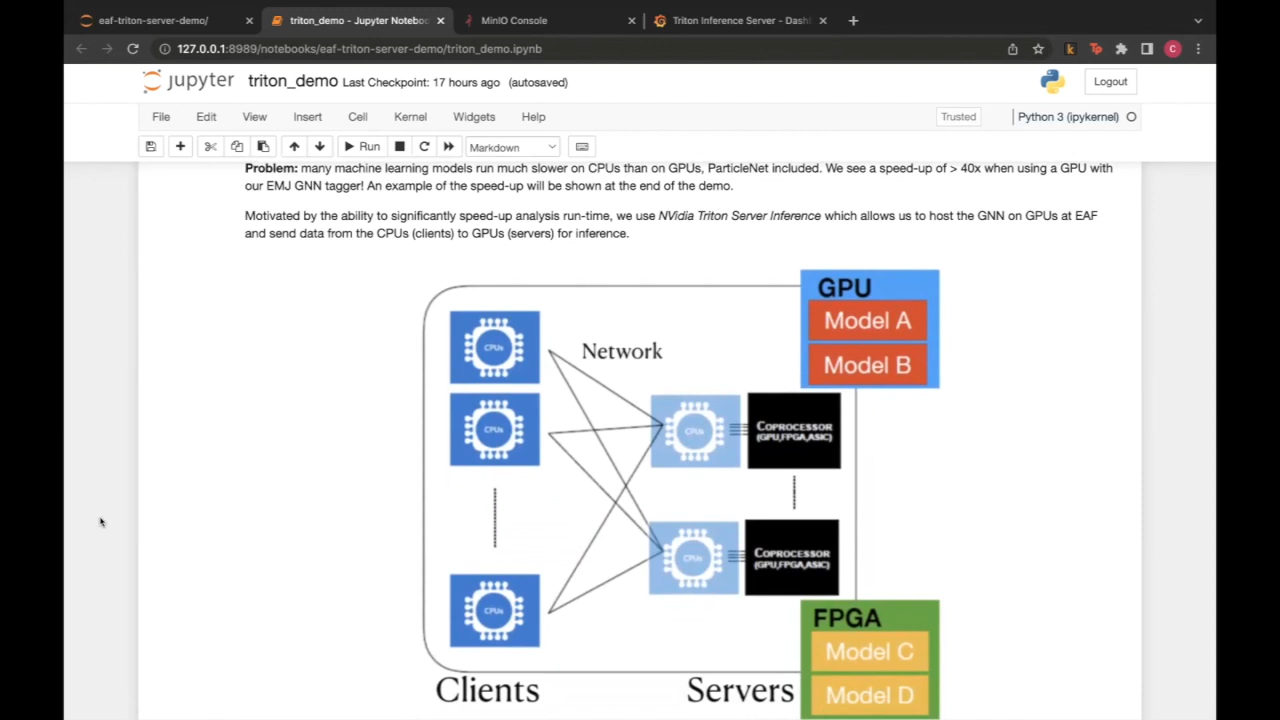 eaf-triton-server-demo/
triton_demo - Jupyter Noteboo
MinIO Console
Triton Inference Server - Dash
127.0.0.1:8989/notebooks/eaf-triton-server-demo/triton_demo.ipynb
k
Tp
C
jupyter triton_demo Last Checkpoint: 17 hours ago (autosaved)
Logout
File Edit View Insert Cell Kernel Widgets Help
Trusted
Python 3 (ipykernel)
Run
Markdown
Problem: many machine learning models run much slower on CPUs than on GPUs, ParticleNet included. We see a speed-up of > 40x when using a GPU with
our EMJ GNN tagger! An example of the speed-up will be shown at the end of the demo.
Motivated by the ability to significantly speed-up analysis run-time, we use NVidia Triton Server Inference which allows us to host the GNN on GPUs at EAF
and send data from the CPUs (clients) to GPUs (servers) for inference.
GPU
Model A
Model B
CPUs
Network
CPUs
CPUs
COPROCESSOR
(GPU,FPGA,ASIC)
CPUs
COPROCESSOR
(GPU,FPGA,ASIC)
CPUs
FPGA
Model C
Model D
Clients
Servers